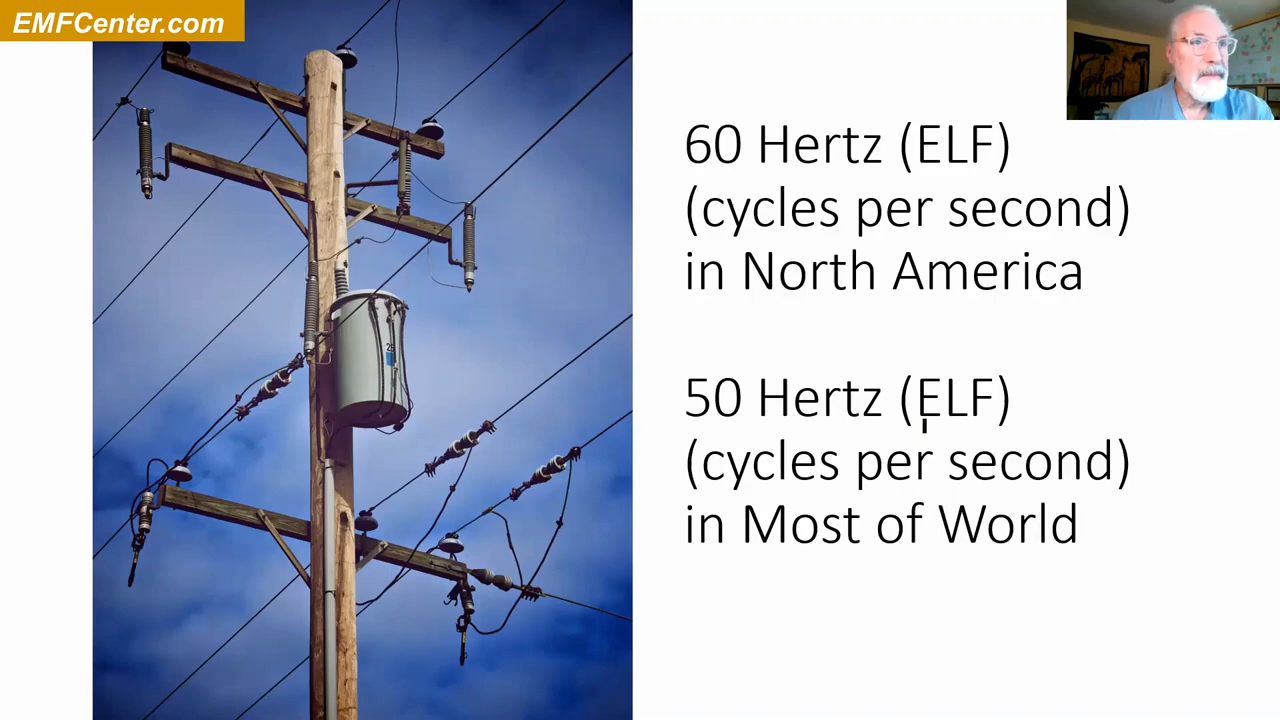 EMFCenter.com
60 Hertz (ELF)
(cycles per second)
in North America
50 Hertz (ELF)
(cycles per second)
in Most of World